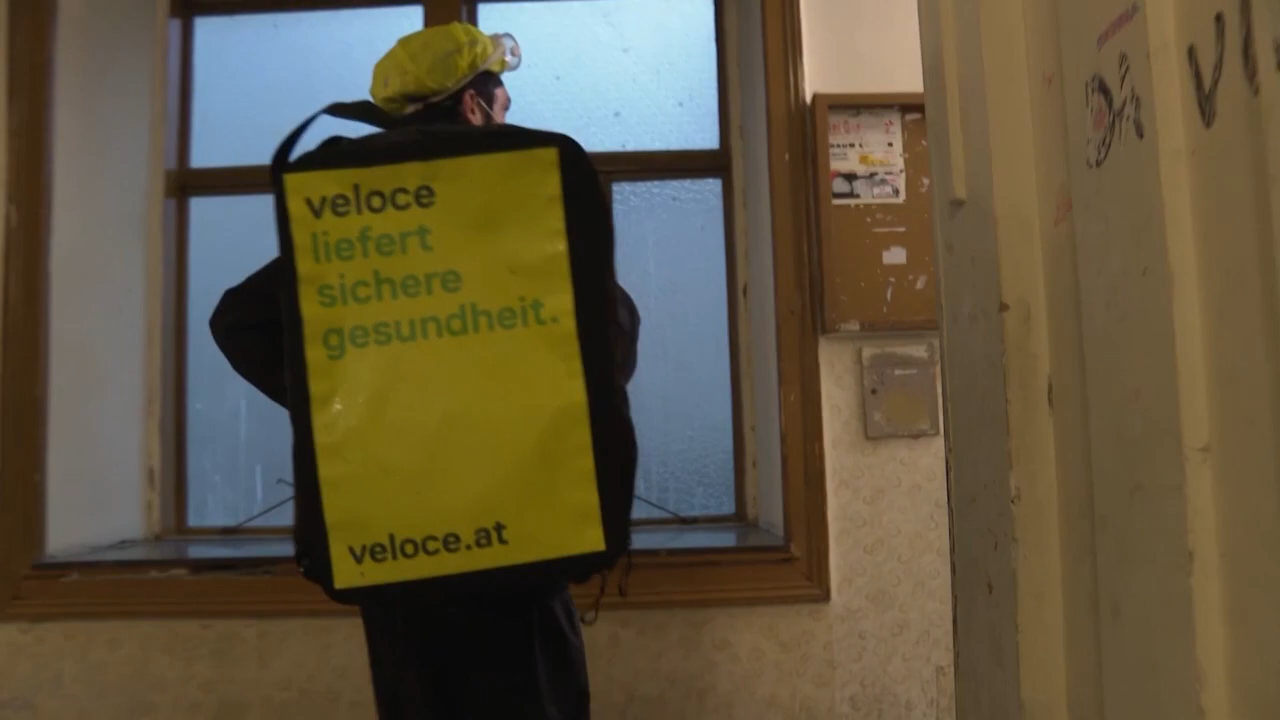 veloce
liefert
sichere
gesundheit.
veloce.at